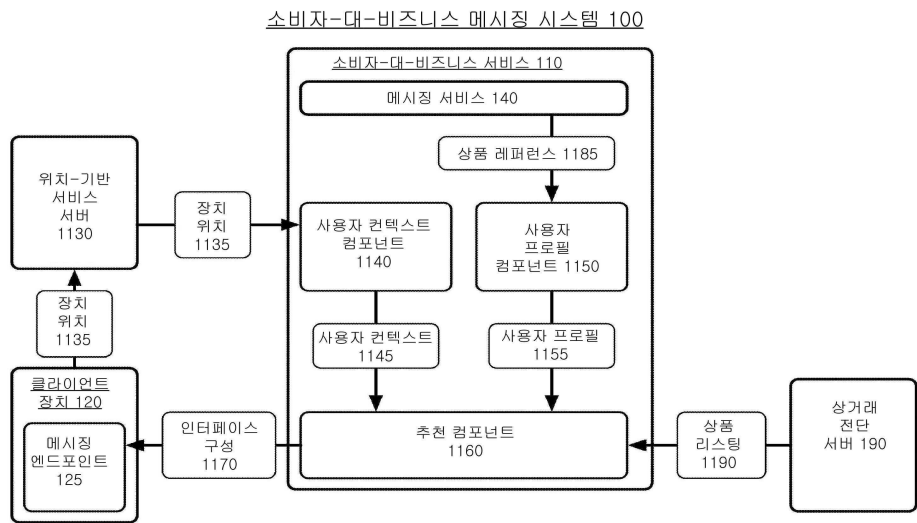 소비자-대-비즈니스 메시징 시스템 100
소비자-대-비즈니스 서비스 110
메시징 서비스 140
상품 레퍼런스 1185
위치-기반
서비스
서버
1130
장치
위치
1135
사용자 컨텍스트
컴포넌트
1140
사용자
프로필
컴포넌트 1150
장치
위치
1135
사용자 컨텍스트
1145
사용자 프로필
1155
클라이언트
장치 120
메시징
엔드포인트
125
인터페이스
구성
1170
추천 컴포넌트
1160
상품
리스팅
1190
상거래
전단
서버 190